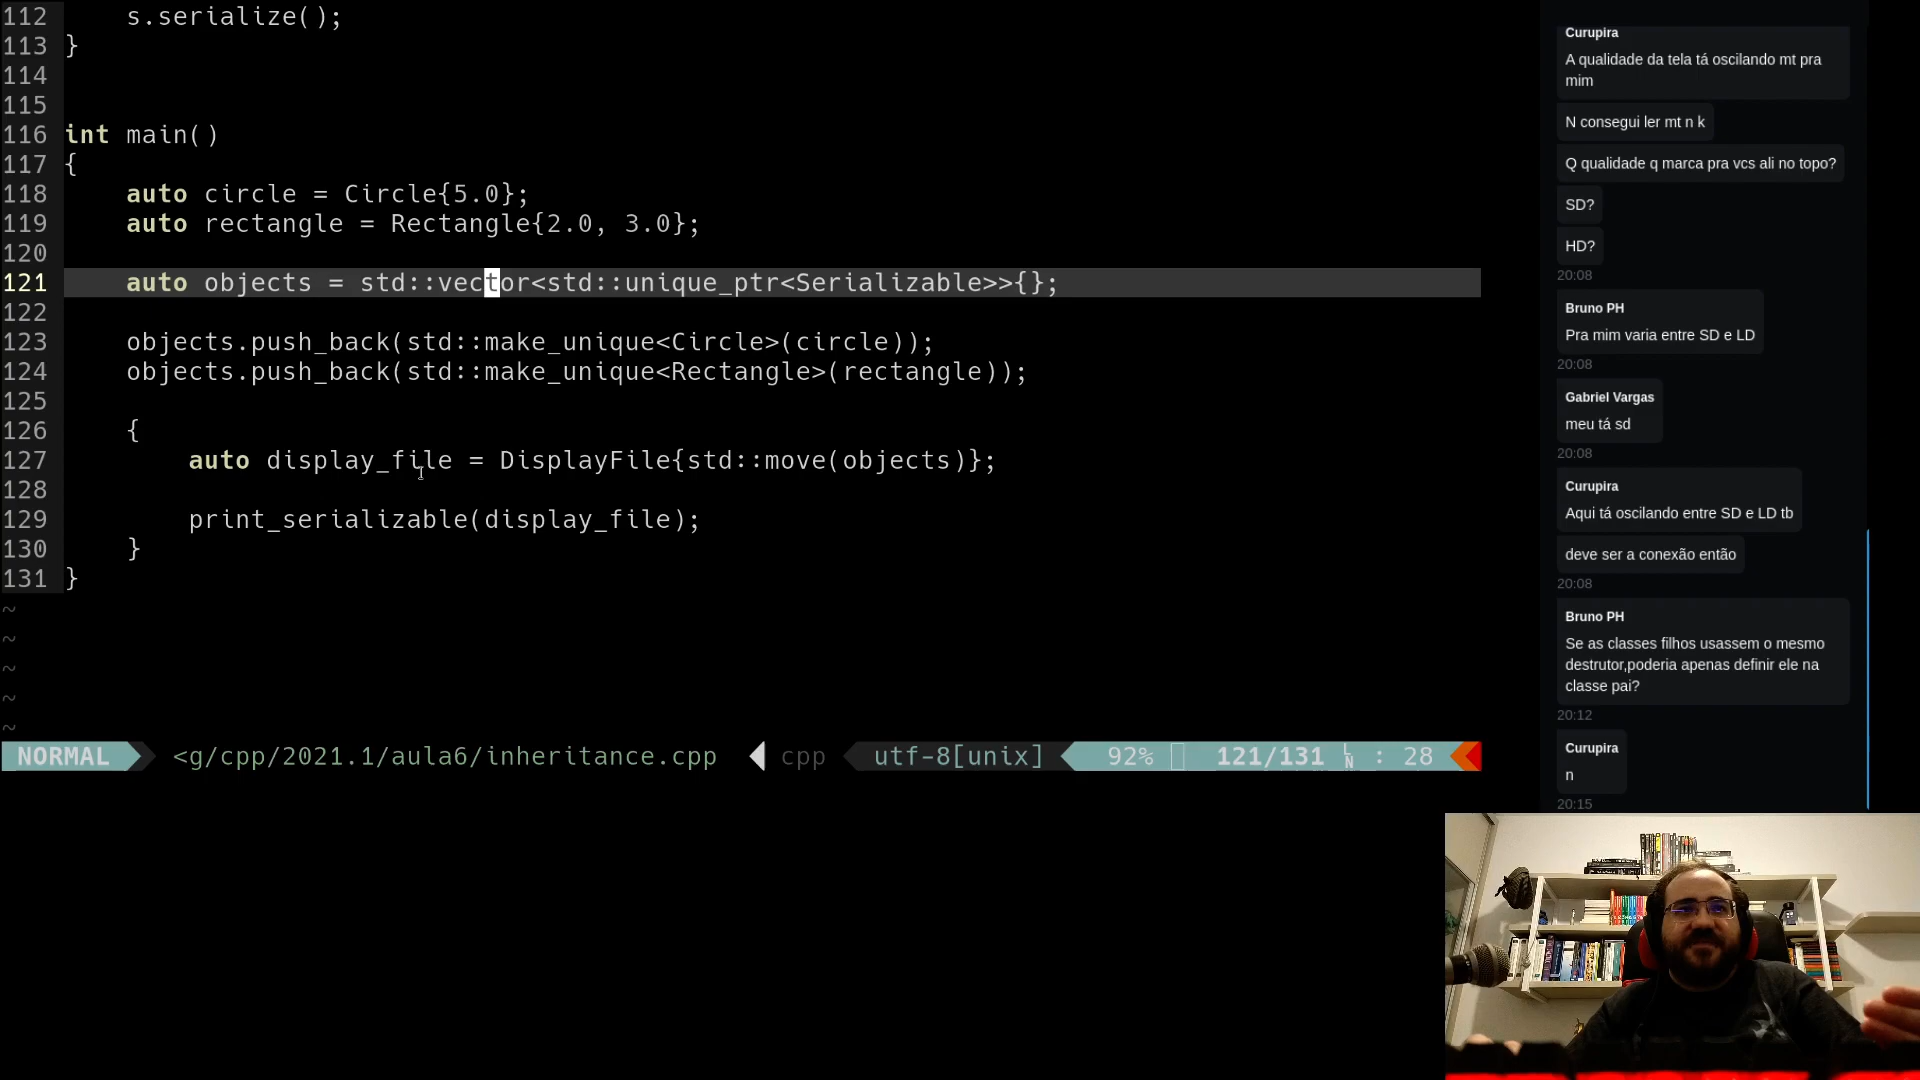 112     s.serialize();
113 }
114
115
116 int main()
117 {
118     auto circle = Circle{5.0};
119     auto rectangle = Rectangle{2.0, 3.0};
120
121     auto objects = std::vector<std::unique_ptr<Serializable>>{};
122
123     objects.push_back(std::make_unique<Circle>(circle));
124     objects.push_back(std::make_unique<Rectangle>(rectangle));
125
126     {
127         auto display_file = DisplayFile{std::move(objects)};
128
129         print_serializable(display_file);
130     }
131 }
~
~
~
~
~
NORMAL <g/cpp/2021.1/aula6/inheritance.cpp cpp utf-8[unix] 92% 121/131 LN : 28
Curupira
A qualidade da tela tá oscilando mt pra
mim
N consegui ler mt n k
Q qualidade q marca pra vcs ali no topo?
SD?
HD?
20:08
Bruno PH
Pra mim varia entre SD e LD
20:08
Gabriel Vargas
meu tá sd
20:08
Curupira
Aqui tá oscilando entre SD e LD tb
deve ser a conexão então
20:08
Bruno PH
Se as classes filhos usassem o mesmo
destrutor,poderia apenas definir ele na
classe pai?
20:12
Curupira
n
20:15